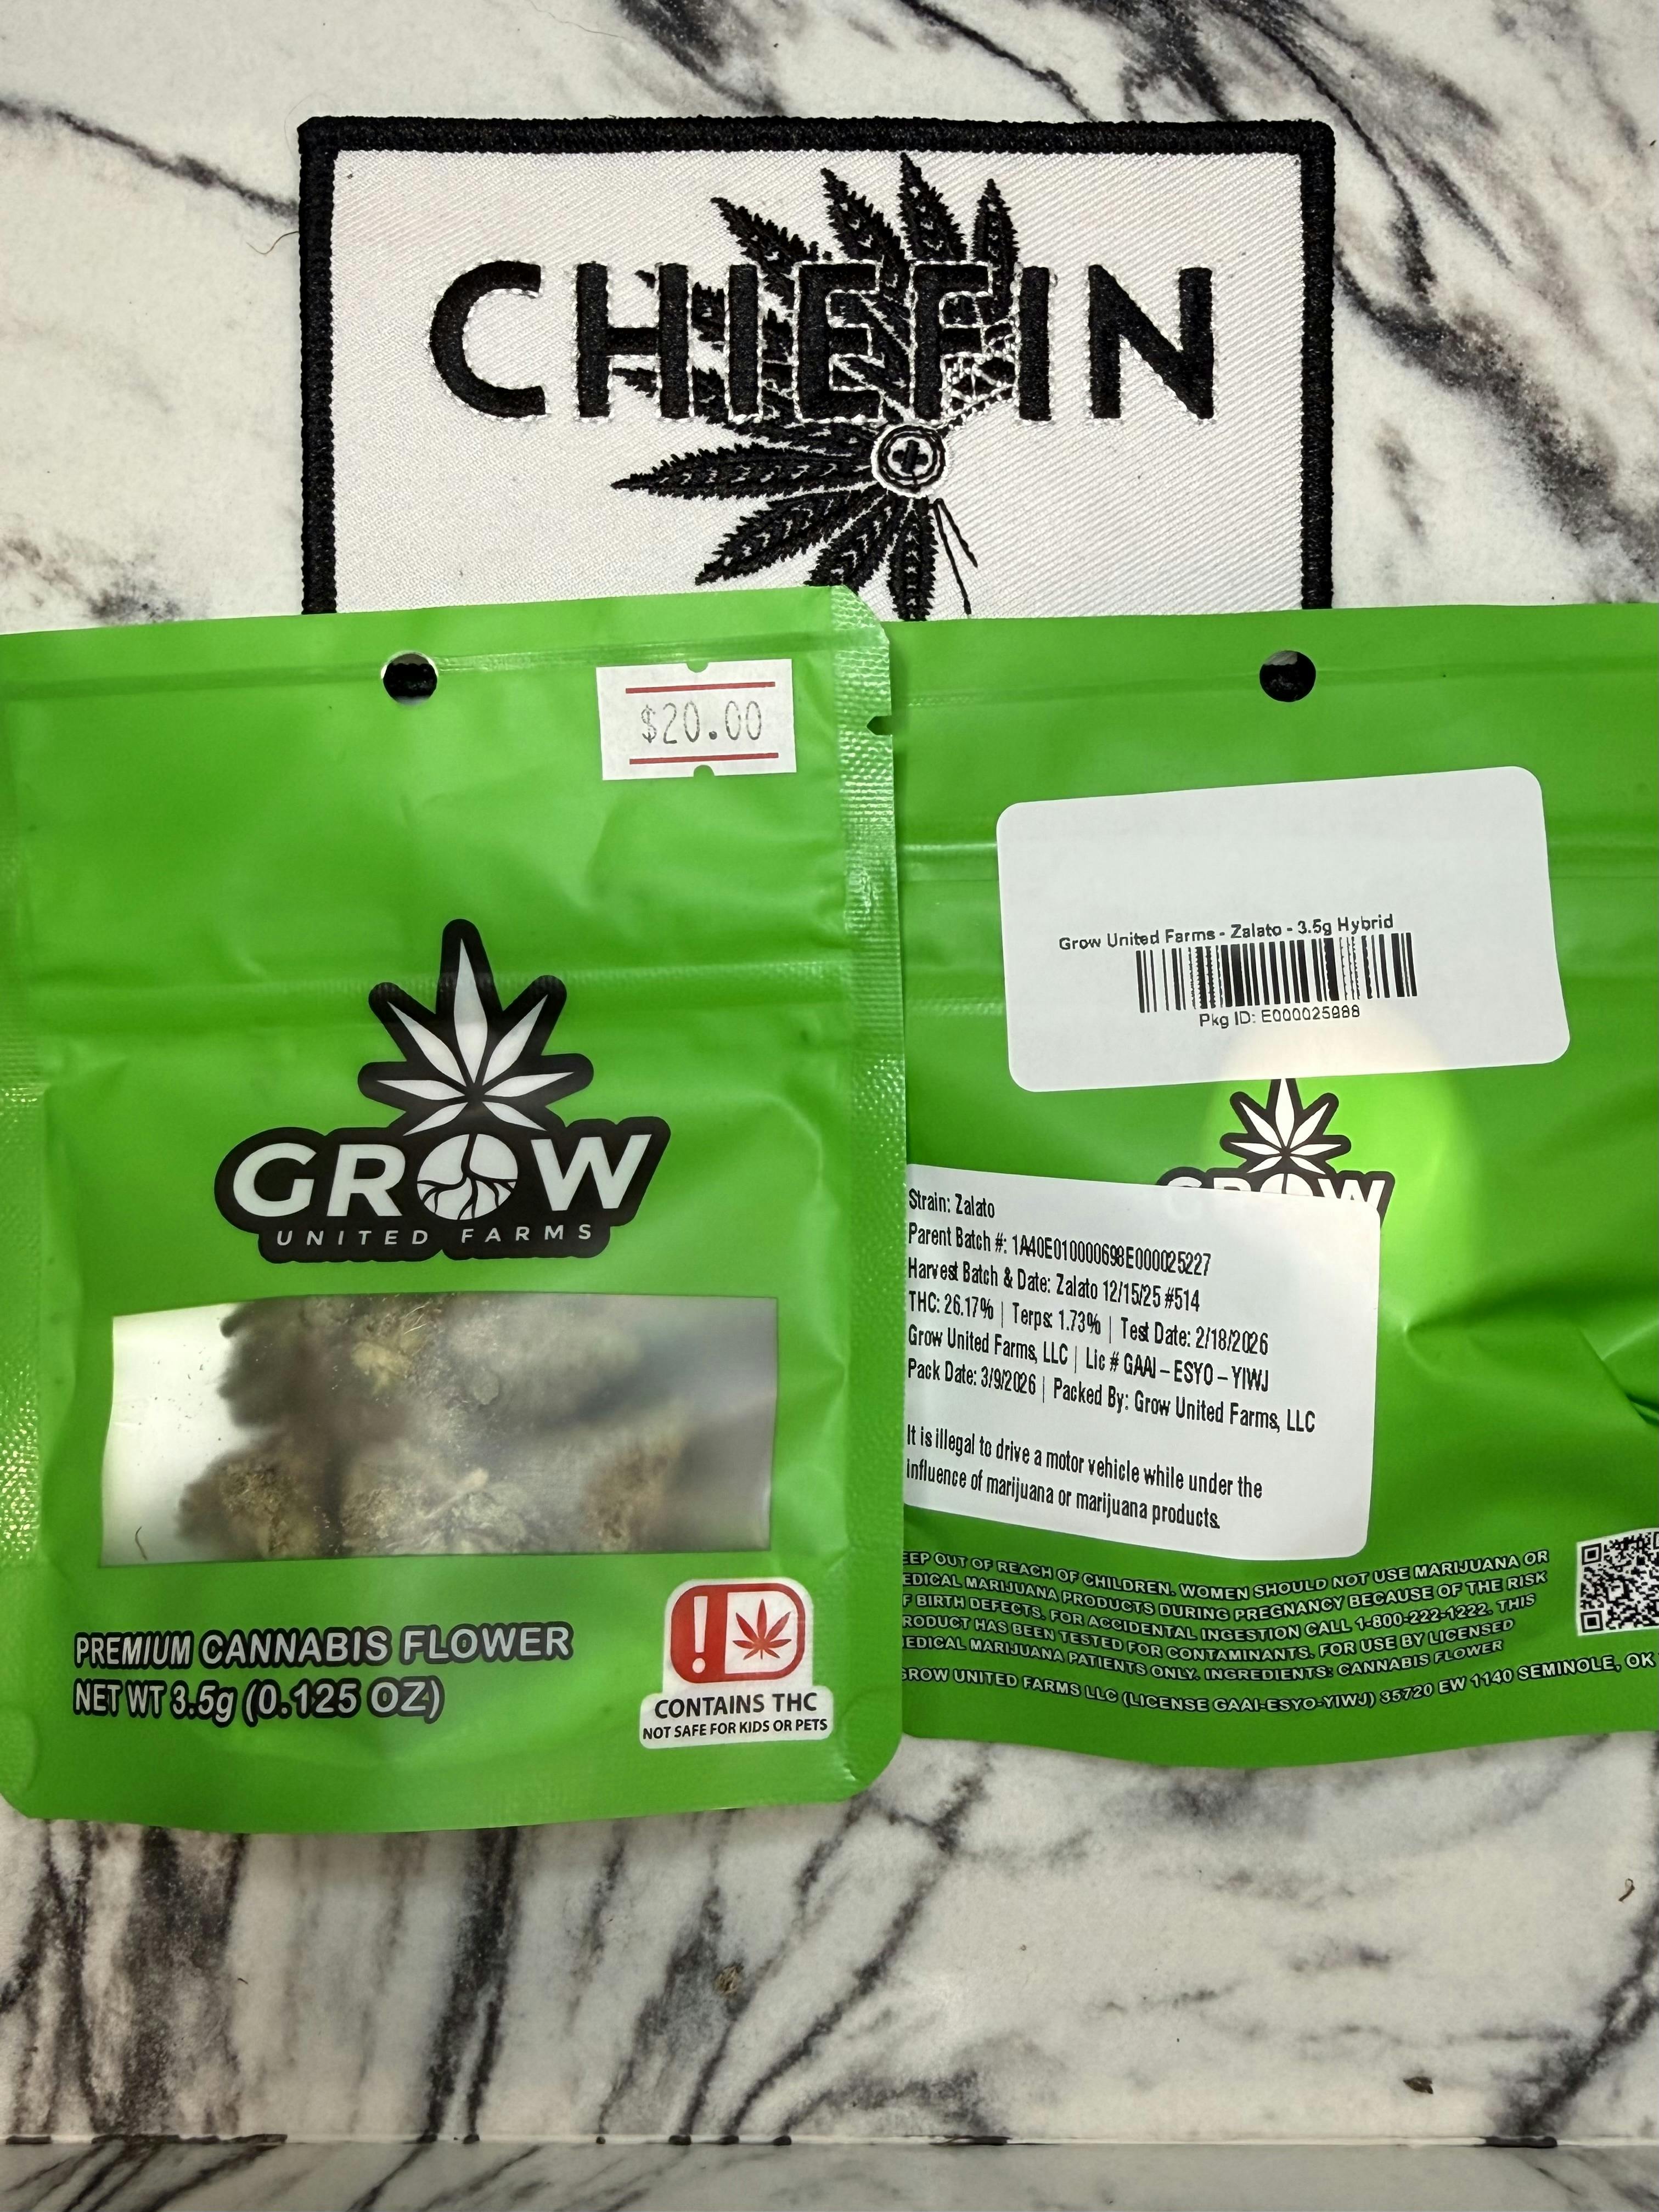 CHIEFIN
$20.00
GROW
UNITED FARMS
PREMIUM CANNABIS FLOWER
NET WT 3.5g (0.125 OZ)
CONTAINS THC
NOT SAFE FOR KIDS OR PETS
Grow United Farms - Zalato - 3.5g Hybrid
Pkg ID: E000025988
GROW
Strain: Zalato
Parent Batch #: 1A40E010000698E000025227
Harvest Batch & Date: Zalato 12/15/25 #514
THC: 26.17% | Terps: 1.73% | Test Date: 2/18/2026
Grow United Farms, LLC | Lic # GAAI – ESYO – YIWJ
Pack Date: 3/9/2026 | Packed By: Grow United Farms, LLC
It is illegal to drive a motor vehicle while under the
influence of marijuana or marijuana products.
EEP OUT OF REACH OF CHILDREN. WOMEN SHOULD NOT USE MARIJUANA OR
EDICAL MARIJUANA PRODUCTS DURING PREGNANCY BECAUSE OF THE RISK
F BIRTH DEFECTS. FOR ACCIDENTAL INGESTION CALL 1-800-222-1222. THIS
RODUCT HAS BEEN TESTED FOR CONTAMINANTS. FOR USE BY LICENSED
EDICAL MARIJUANA PATIENTS ONLY. INGREDIENTS: CANNABIS FLOWER
GROW UNITED FARMS LLC (LICENSE GAAI-ESYO-YIWJ) 35720 EW 1140 SEMINOLE, OK